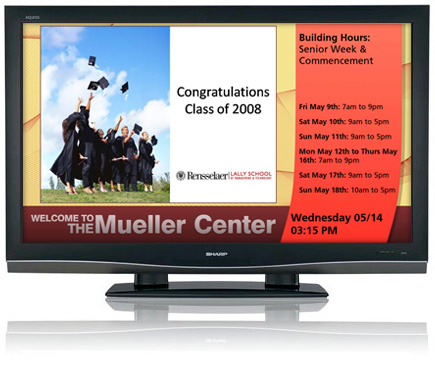 AQUOS
Congratulations
Class of 2008
Rensselaer LALLY SCHOOL
OF MANAGEMENT & TECHNOLOGY
WELCOME TO
THE Mueller Center
Building Hours:
Senior Week &
Commencement
Fri May 9th: 7am to 9pm
Sat May 10th: 9am to 5pm
Sun May 11th: 9am to 5pm
Mon May 12th to Thurs May
16th: 7am to 9pm
Sat May 17th: 9am to 5pm
Sun May 18th: 10am to 5pm
Wednesday 05/14
03:15 PM
SHARP